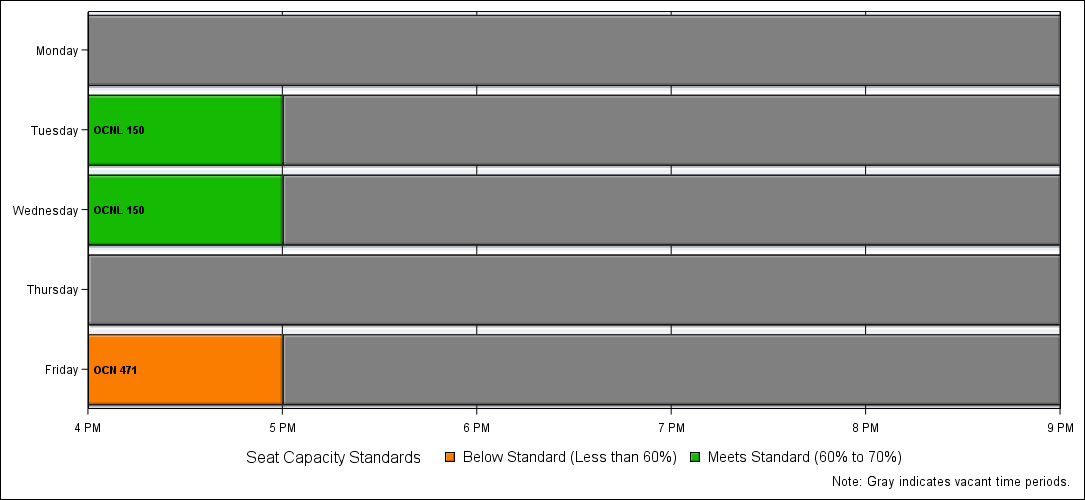 Monday
Tuesday
OCNL 150
Wednesday
OCNL 150
Thursday
Friday
OCN 471
4 PM 5 PM 6 PM 7 PM 8 PM 9 PM
Seat Capacity Standards Below Standard (Less than 60%) Meets Standard (60% to 70%)
Note: Gray indicates vacant time periods.